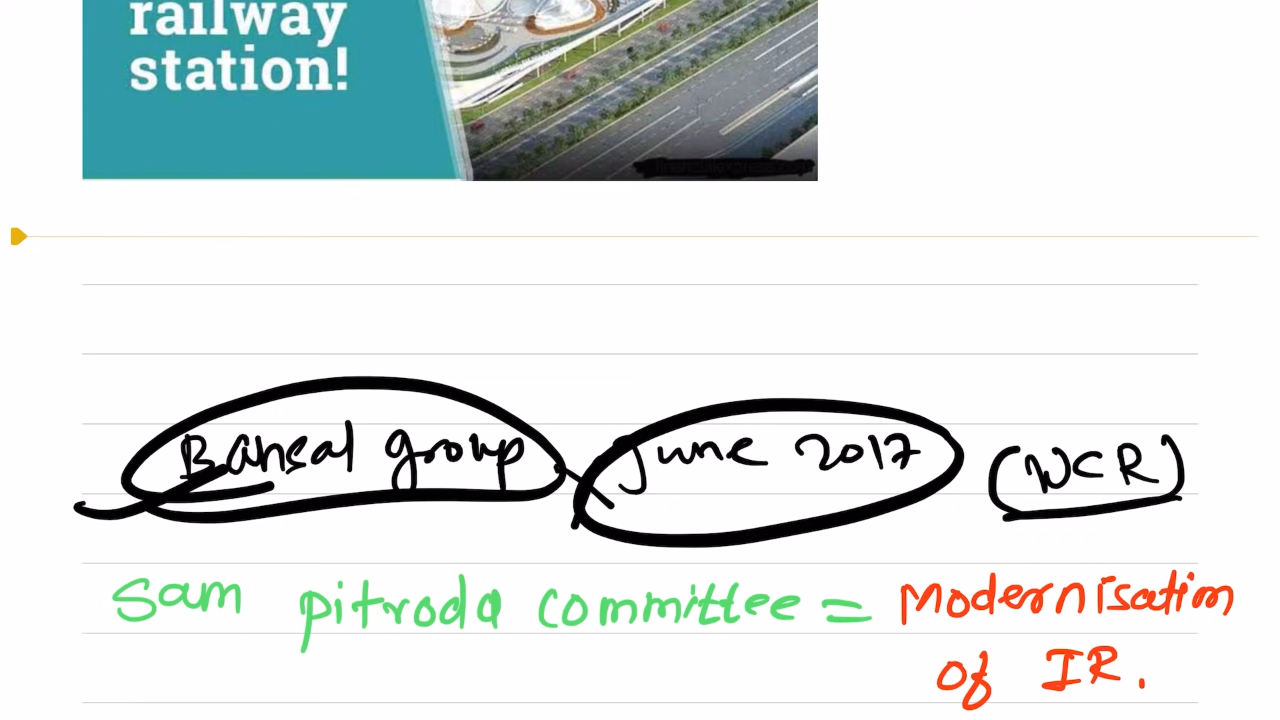 railway
station!
Bansal group June 2017 (WCR)
Sam pitroda committee = Modernisation
of IR.